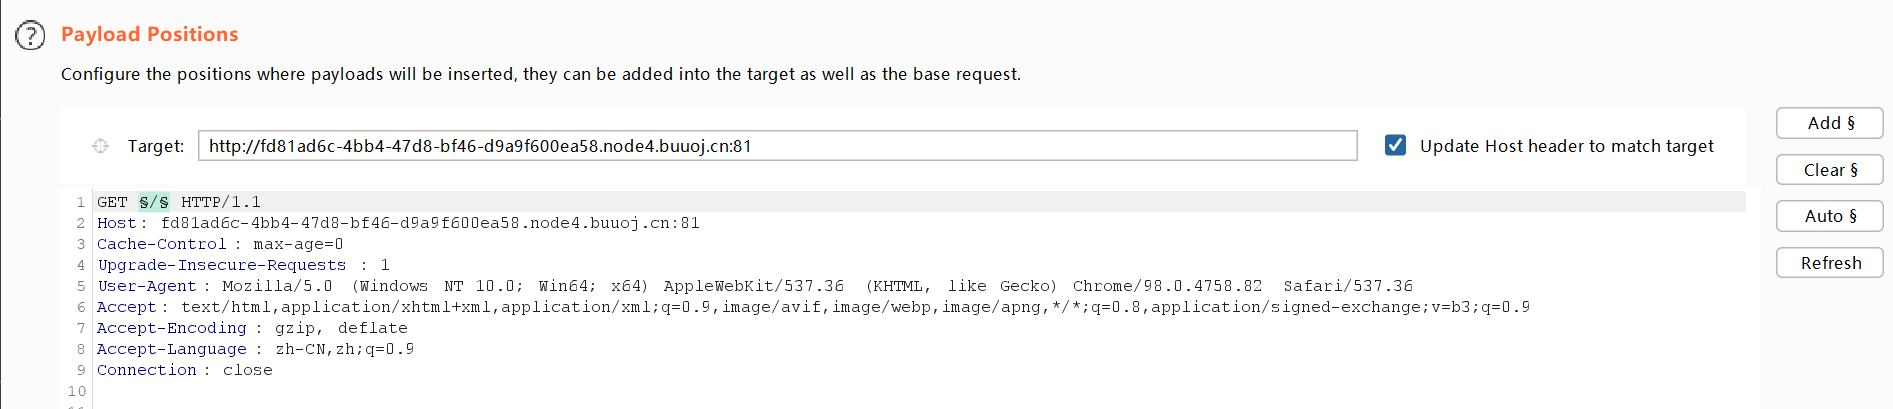 Payload Positions
Configure the positions where payloads will be inserted, they can be added into the target as well as the base request.
Target: http://fd81ad6c-4bb4-47d8-bf46-d9a9f600ea58.node4.buuoj.cn:81 Update Host header to match target
Add §
Clear §
Auto §
Refresh
1 GET §/§ HTTP/1.1
2 Host: fd81ad6c-4bb4-47d8-bf46-d9a9f600ea58.node4.buuoj.cn:81
3 Cache-Control: max-age=0
4 Upgrade-Insecure-Requests: 1
5 User-Agent: Mozilla/5.0 (Windows NT 10.0; Win64; x64) AppleWebKit/537.36 (KHTML, like Gecko) Chrome/98.0.4758.82 Safari/537.36
6 Accept: text/html,application/xhtml+xml,application/xml;q=0.9,image/avif,image/webp,image/apng,*/*;q=0.8,application/signed-exchange;v=b3;q=0.9
7 Accept-Encoding: gzip, deflate
8 Accept-Language: zh-CN,zh;q=0.9
9 Connection: close
10